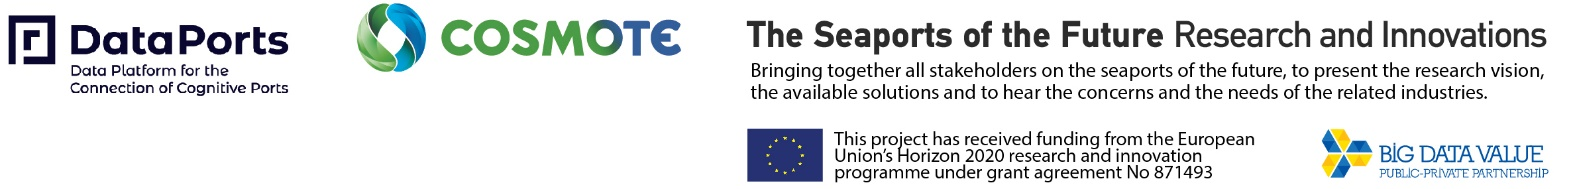 DataPorts
Data Platform for the
Connection of Cognitive Ports
COSMOTE
The Seaports of the Future Research and Innovations
Bringing together all stakeholders on the seaports of the future, to present the research vision,
the available solutions and to hear the concerns and the needs of the related industries.
This project has received funding from the European
Union's Horizon 2020 research and innovation
programme under grant agreement No 871493
BIG DATA VALUE
PUBLIC-PRIVATE PARTNERSHIP